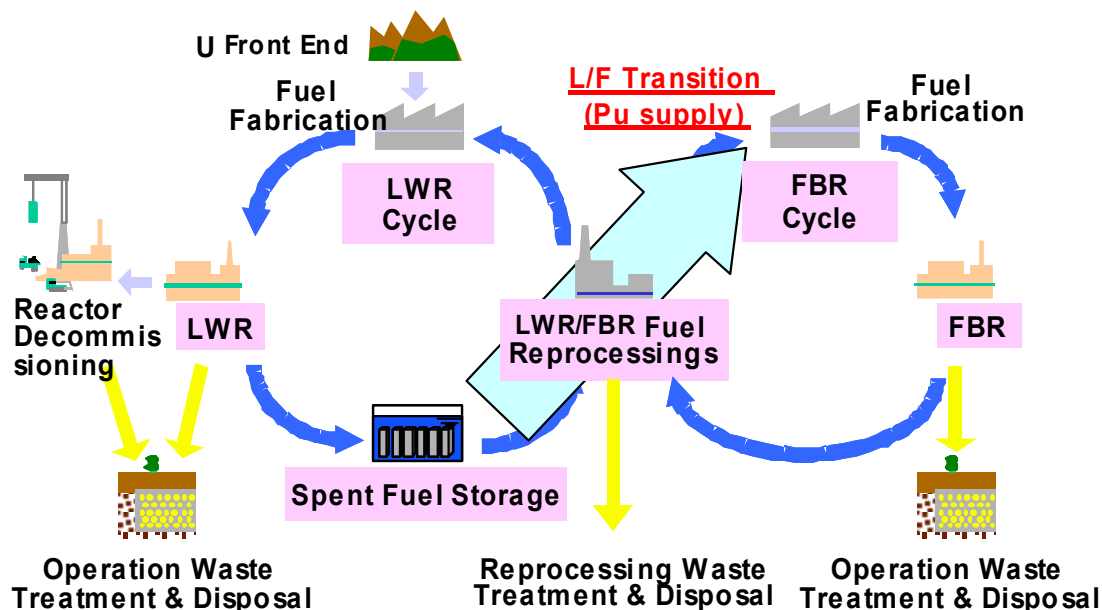 U Front End
Fuel
Fabrication
L/F Transition
(Pu supply)
Fuel
Fabrication
LWR
Cycle
FBR
Cycle
Reactor
Decommis
sioning
LWR
LWR/FBR Fuel
Reprocessings
FBR
Spent Fuel Storage
Operation Waste
Treatment & Disposal
Reprocessing Waste
Treatment & Disposal
Operation Waste
Treatment & Disposal